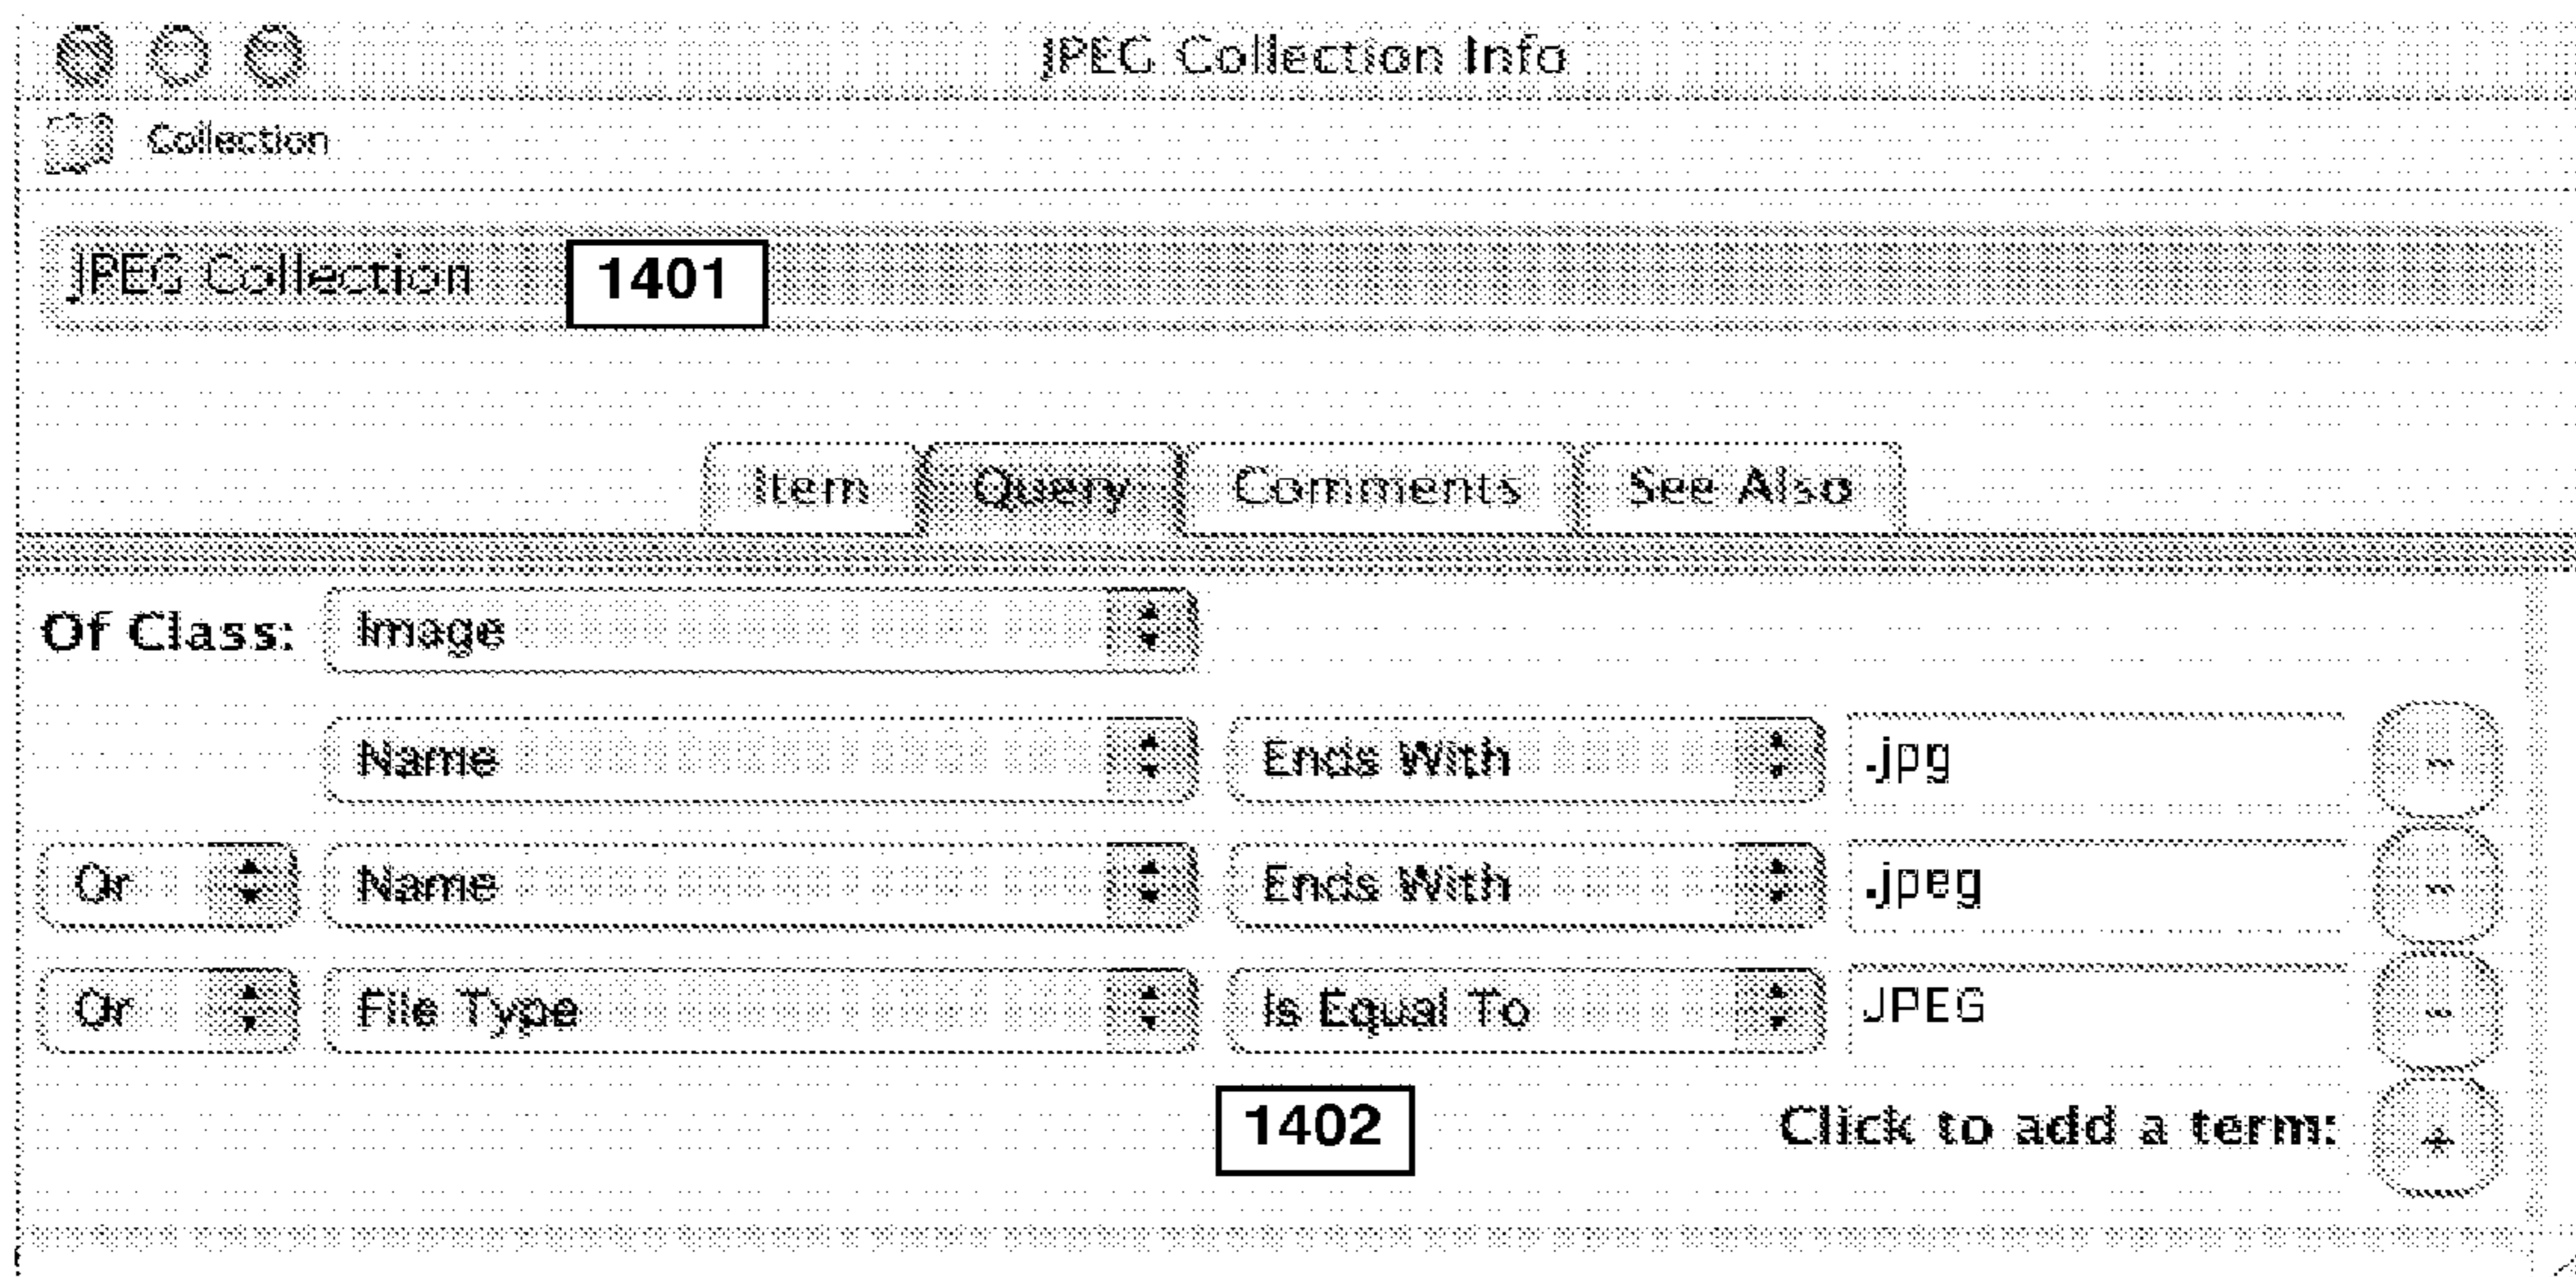 JPEG Collection Info
Collection
JPEG Collection 1401
Item Query Comments See Also
Of Class: Image
Name Ends With .jpg -
Or Name Ends With .jpeg -
Or File Type Is Equal To JPEG -
1402 Click to add a term: +